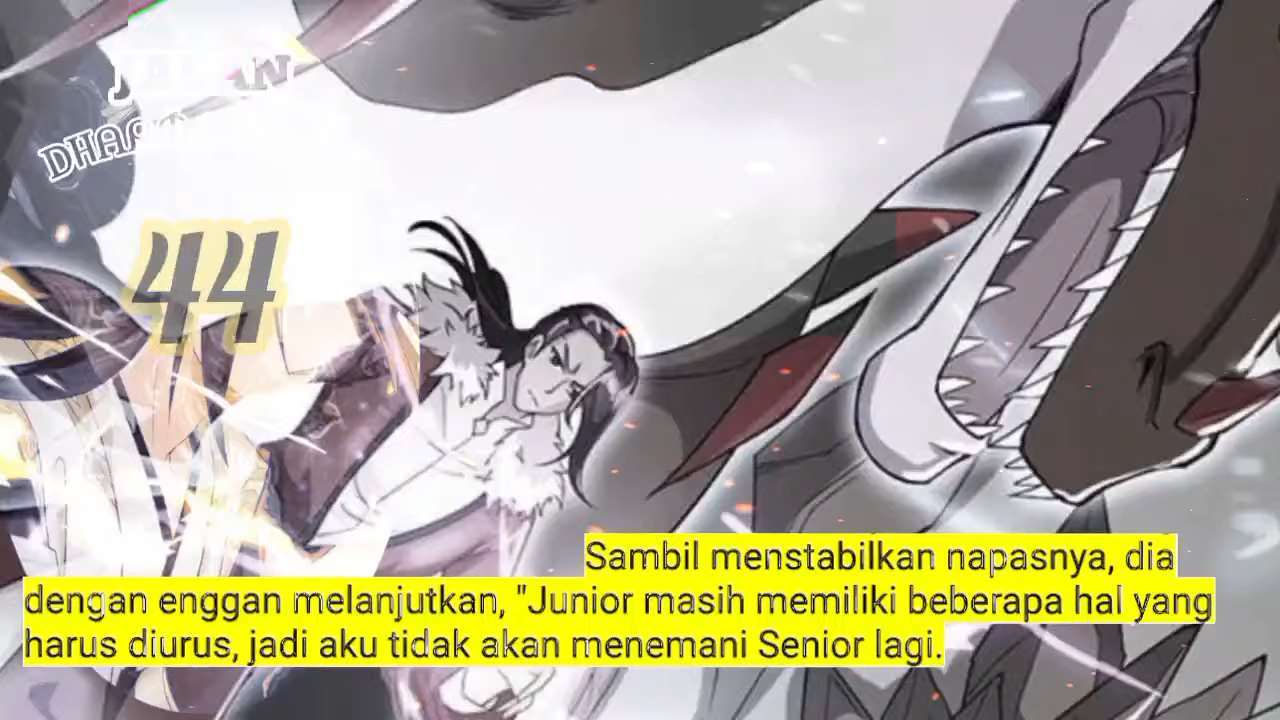 44
Sambil menstabilkan napasnya, dia
dengan enggan melanjutkan, "Junior masih memiliki beberapa hal yang
harus diurus, jadi aku tidak akan menemani Senior lagi.